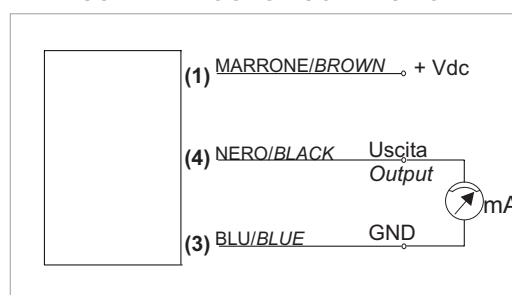 (1) MARRONE/BROWN + Vdc
(4) NERO/BLACK Uscita
Output
mA
(3) BLU/BLUE GND